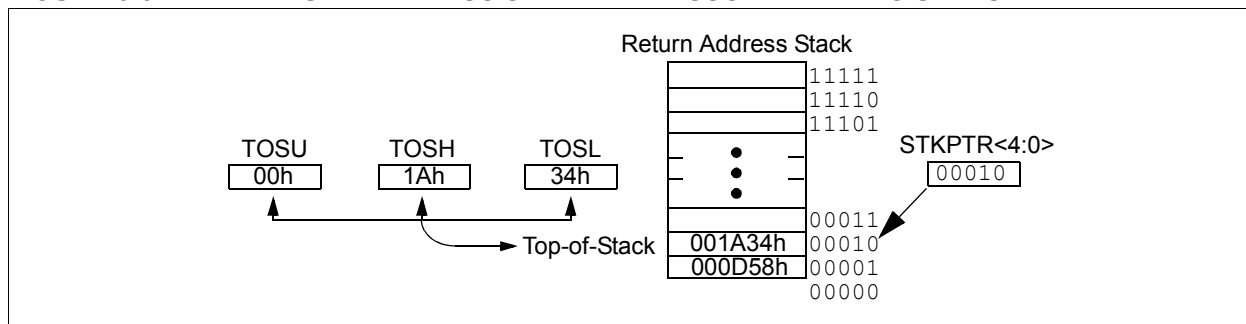 Return Address Stack
11111
11110
11101
TOSU TOSH TOSL STKPTR<4:0>
00h 1Ah 34h 00010
00011
Top-of-Stack 001A34h 00010
000D58h 00001
00000